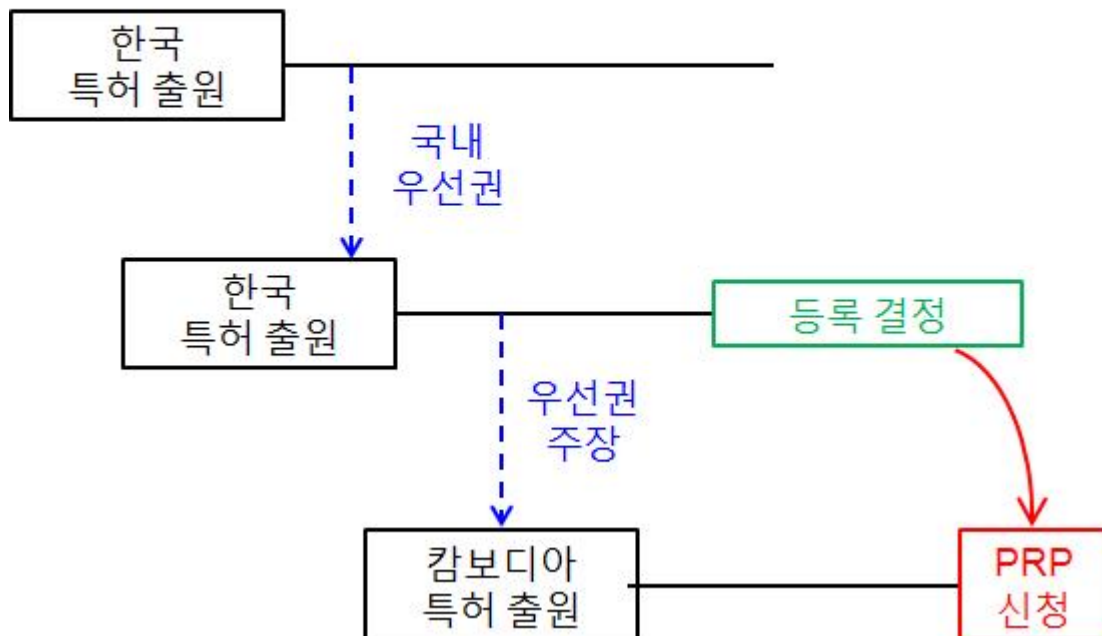 한국
특허 출원
국내
우선권
한국
특허 출원
등록 결정
우선권
주장
캄보디아
특허 출원
PRP
신청